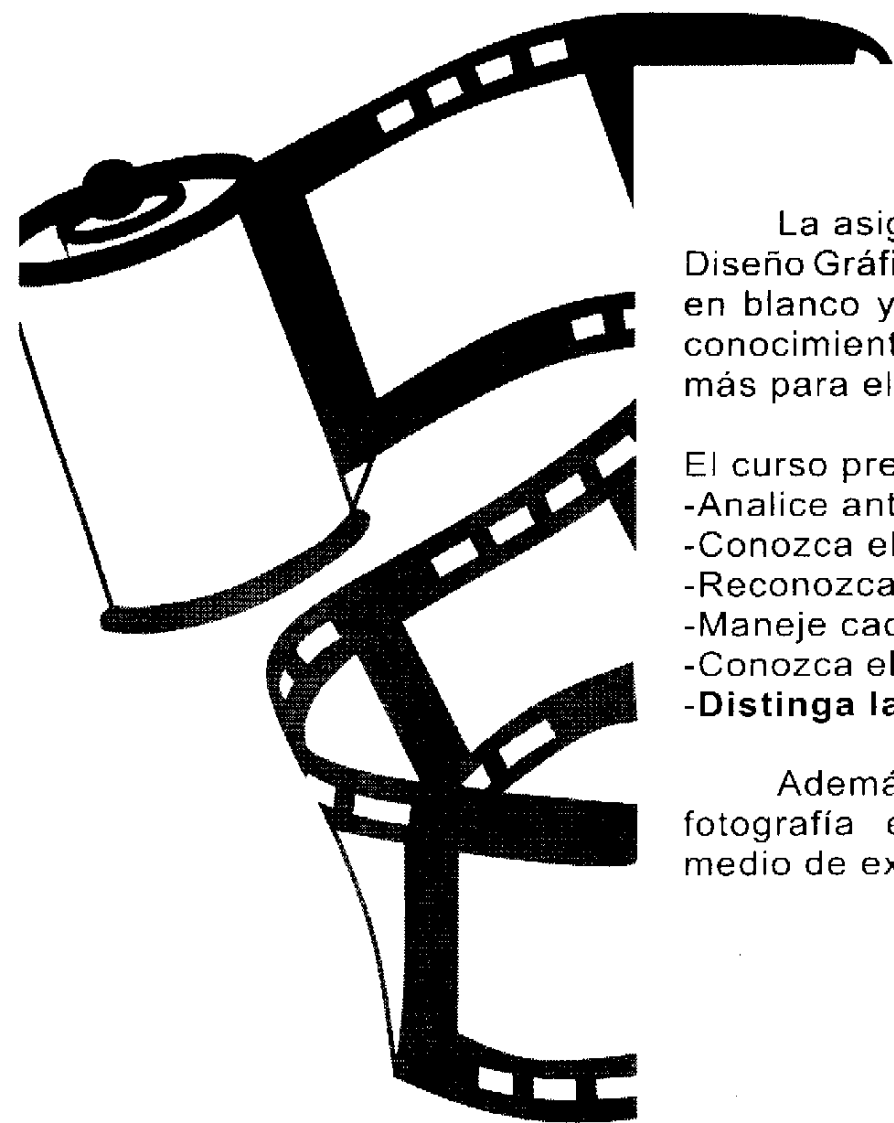 La asig
Diseño Gráfi
en blanco y
conocimient
más para el
El curso pre
-Analice ant
-Conozca el
-Reconozca
-Maneje cad
-Conozca el
-Distinga la
Ademá
fotografía e
medio de ex